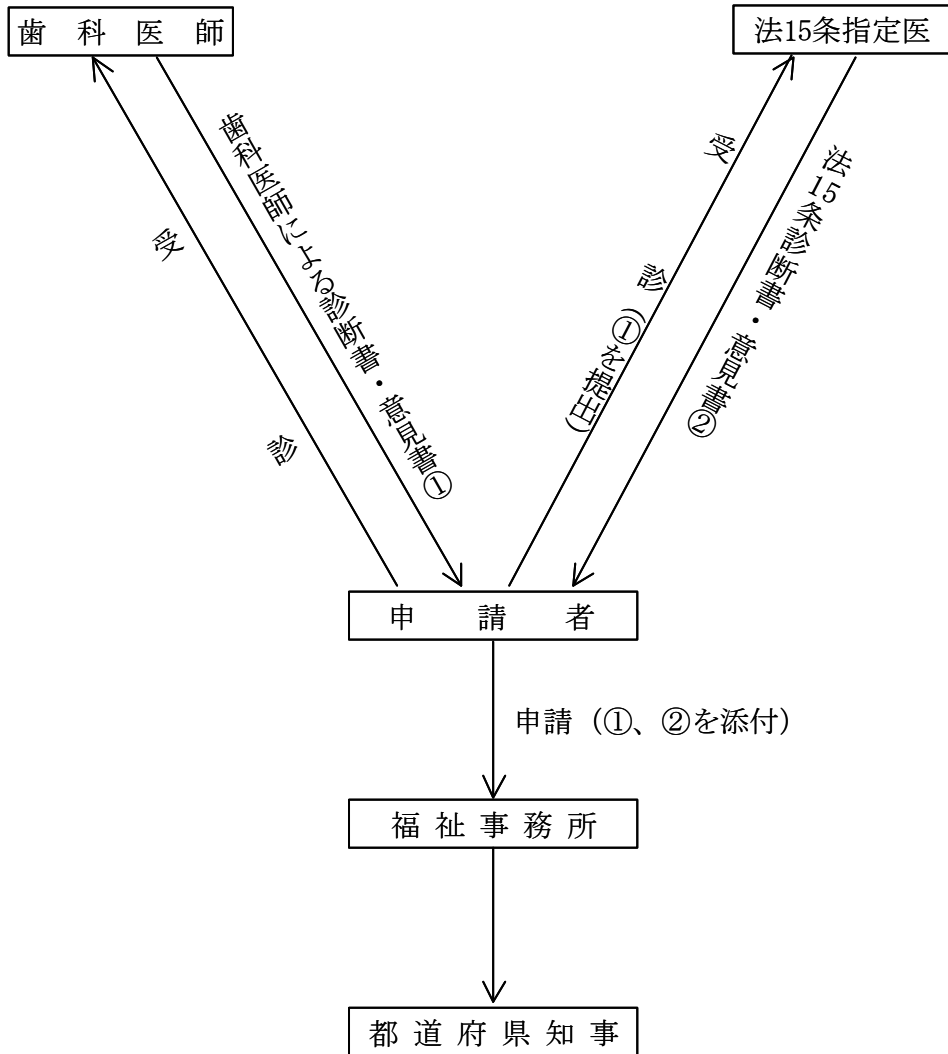 歯科医師
法15条指定医
受診
歯科医師による診断書・意見書①
受診(①を提出)
法15条診断書・意見書②
申請者
申請(①、②を添付)
福祉事務所
都道府県知事